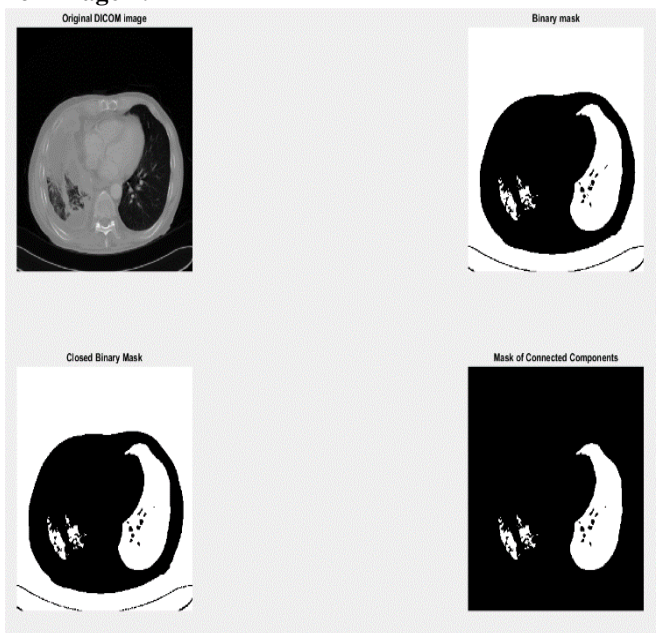 Original DICOM image
Binary mask
Closed Binary Mask
Mask of Connected Components